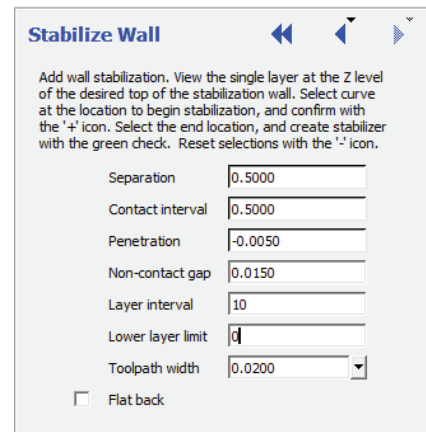 Stabilize Wall
Add wall stabilization. View the single layer at the Z level
of the desired top of the stabilization wall. Select curve
at the location to begin stabilization, and confirm with
the '+' icon. Select the end location, and create stabilizer
with the green check. Reset selections with the '-' icon.
Separation 0.5000
Contact interval 0.5000
Penetration -0.0050
Non-contact gap 0.0150
Layer interval 10
Lower layer limit 0
Toolpath width 0.0200
Flat back